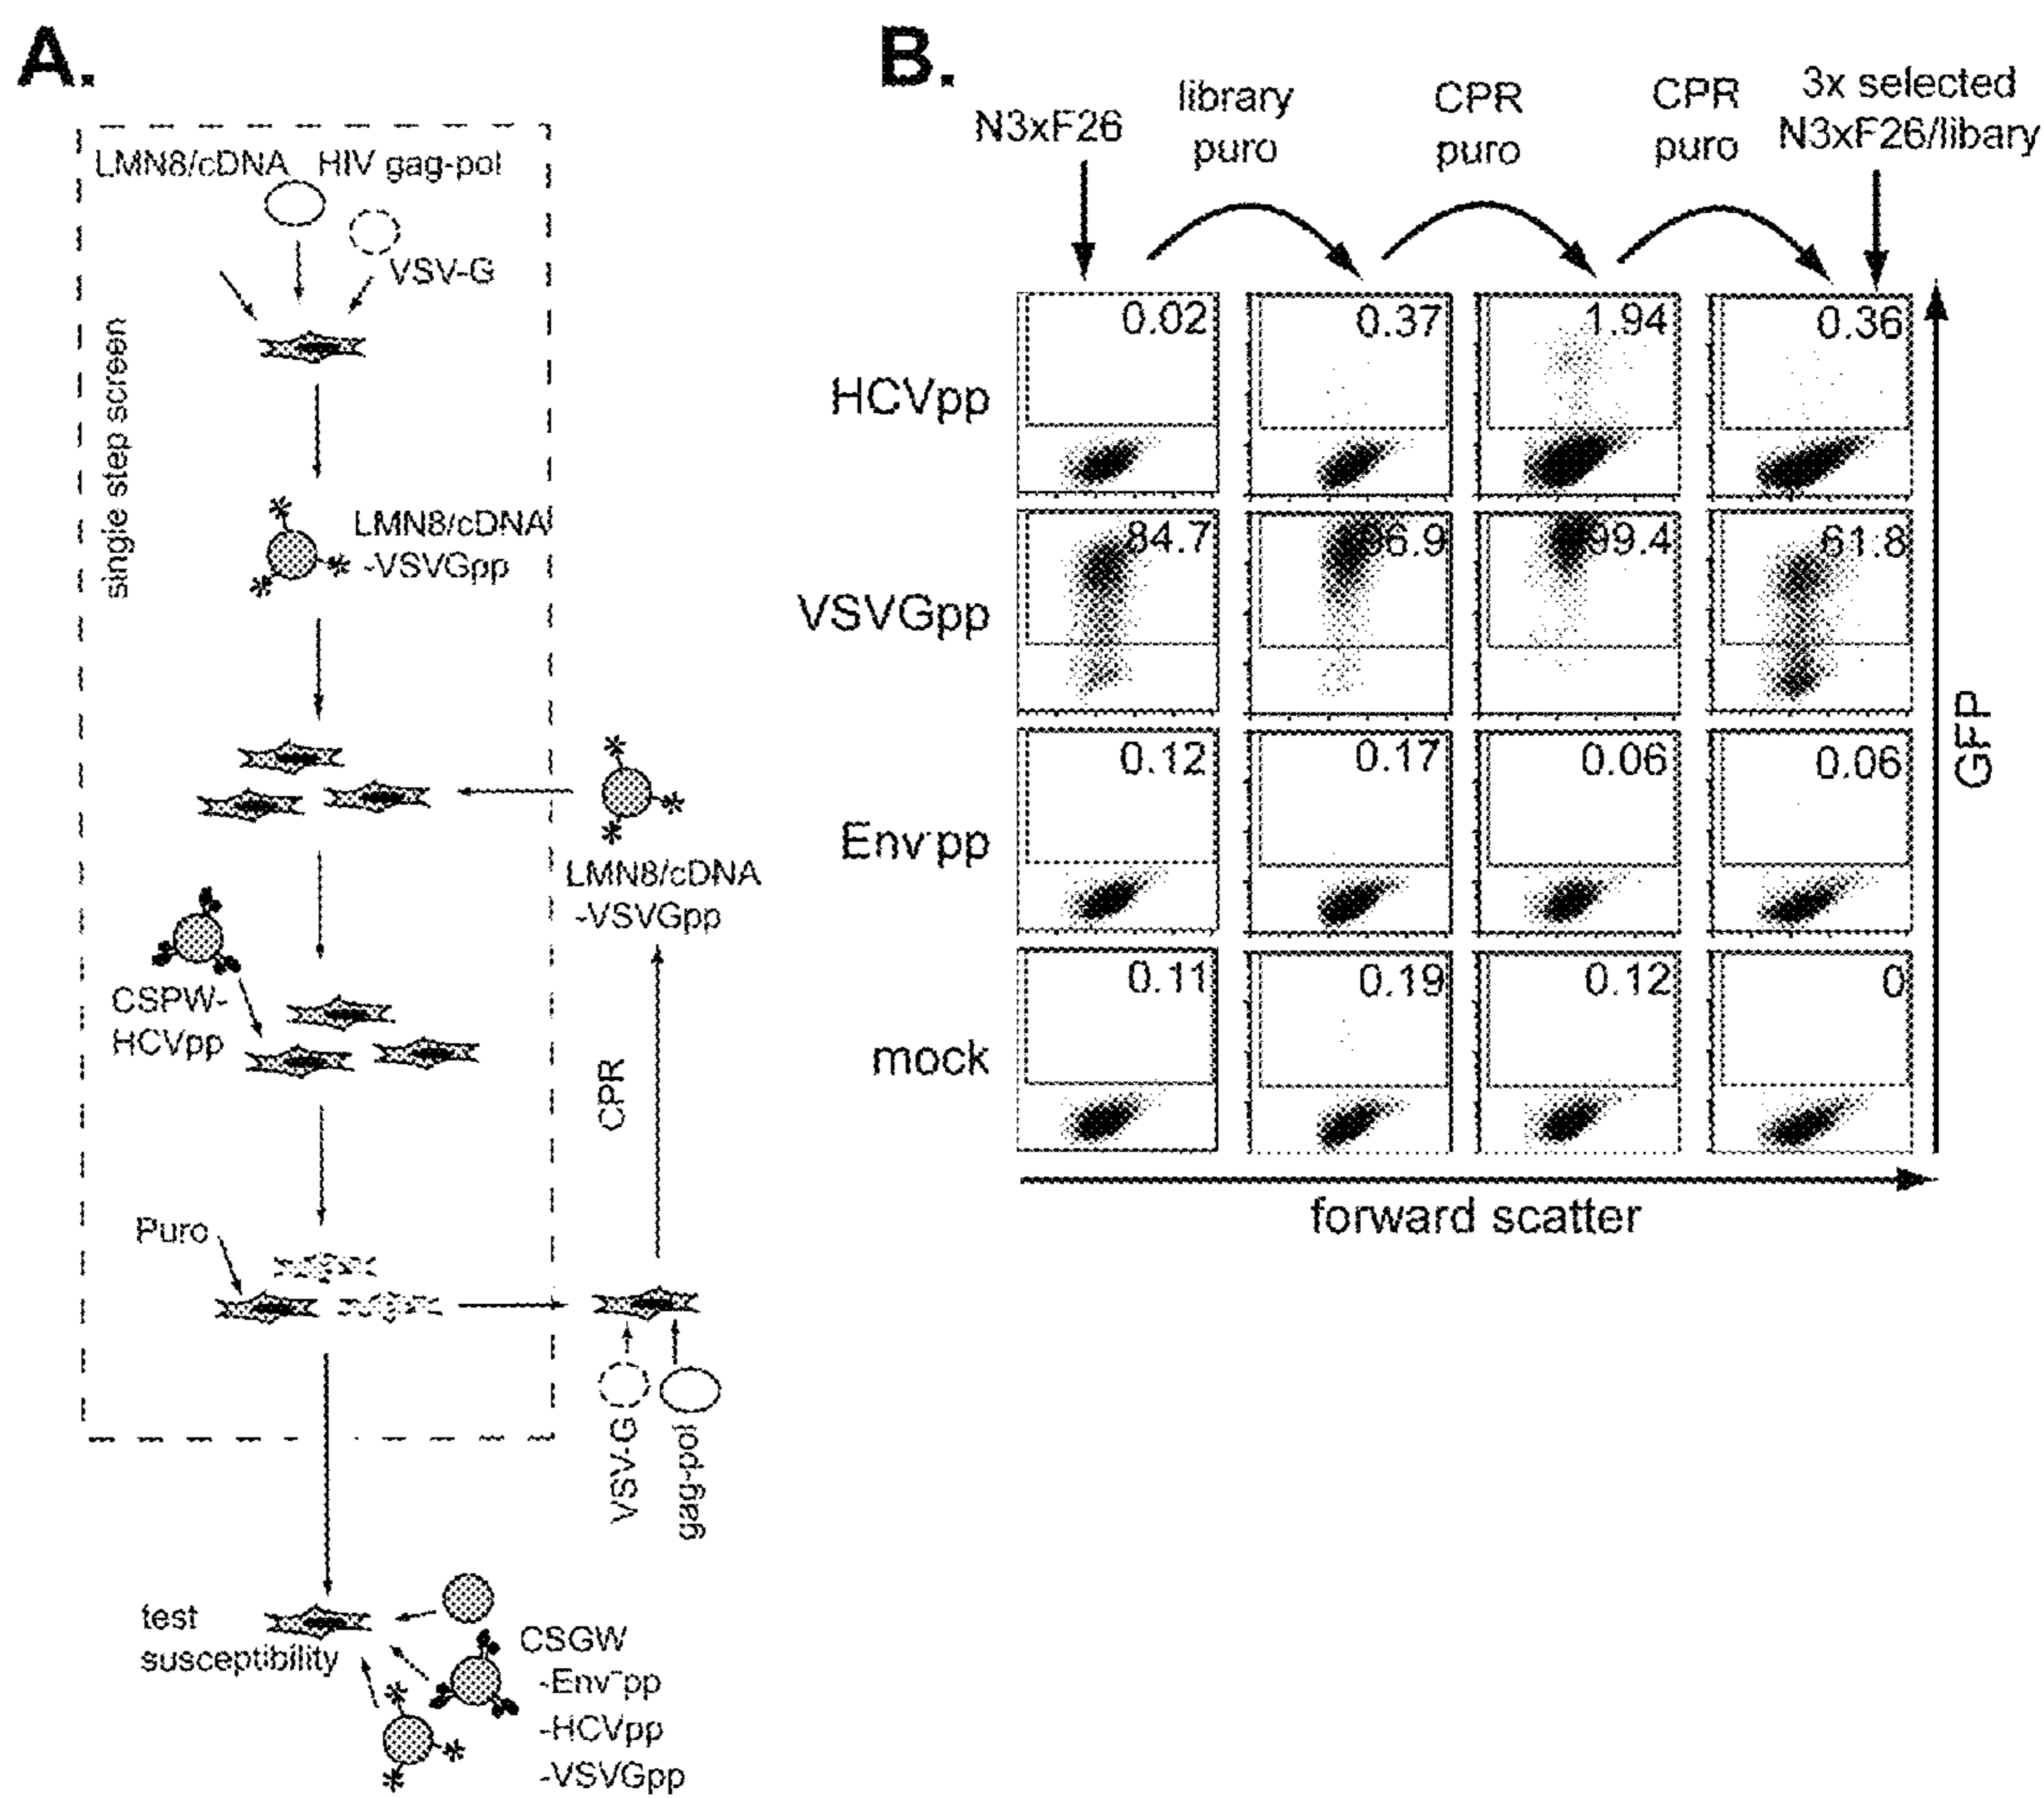 A.
LMN8/cDNA HIV gag-pol
VSV-G
single step screen
LMN8/cDNA
-VSVGpp
LMN8/cDNA
-VSVGpp
CSPW-
HCVpp
CPR
Puro
VSV-G
gag-pol
test
susceptibility
CSGW
-Env⁻pp
-HCVpp
-VSVGpp
B.
N3xF26
library
puro
CPR
puro
CPR
puro
3x selected
N3xF26/libary
HCVpp
0.02
0.37
1.94
0.36
VSVGpp
84.7
99.4
61.8
Env⁻pp
0.12
0.17
0.06
0.06
mock
0.11
0.19
0.12
0
GFP
forward scatter